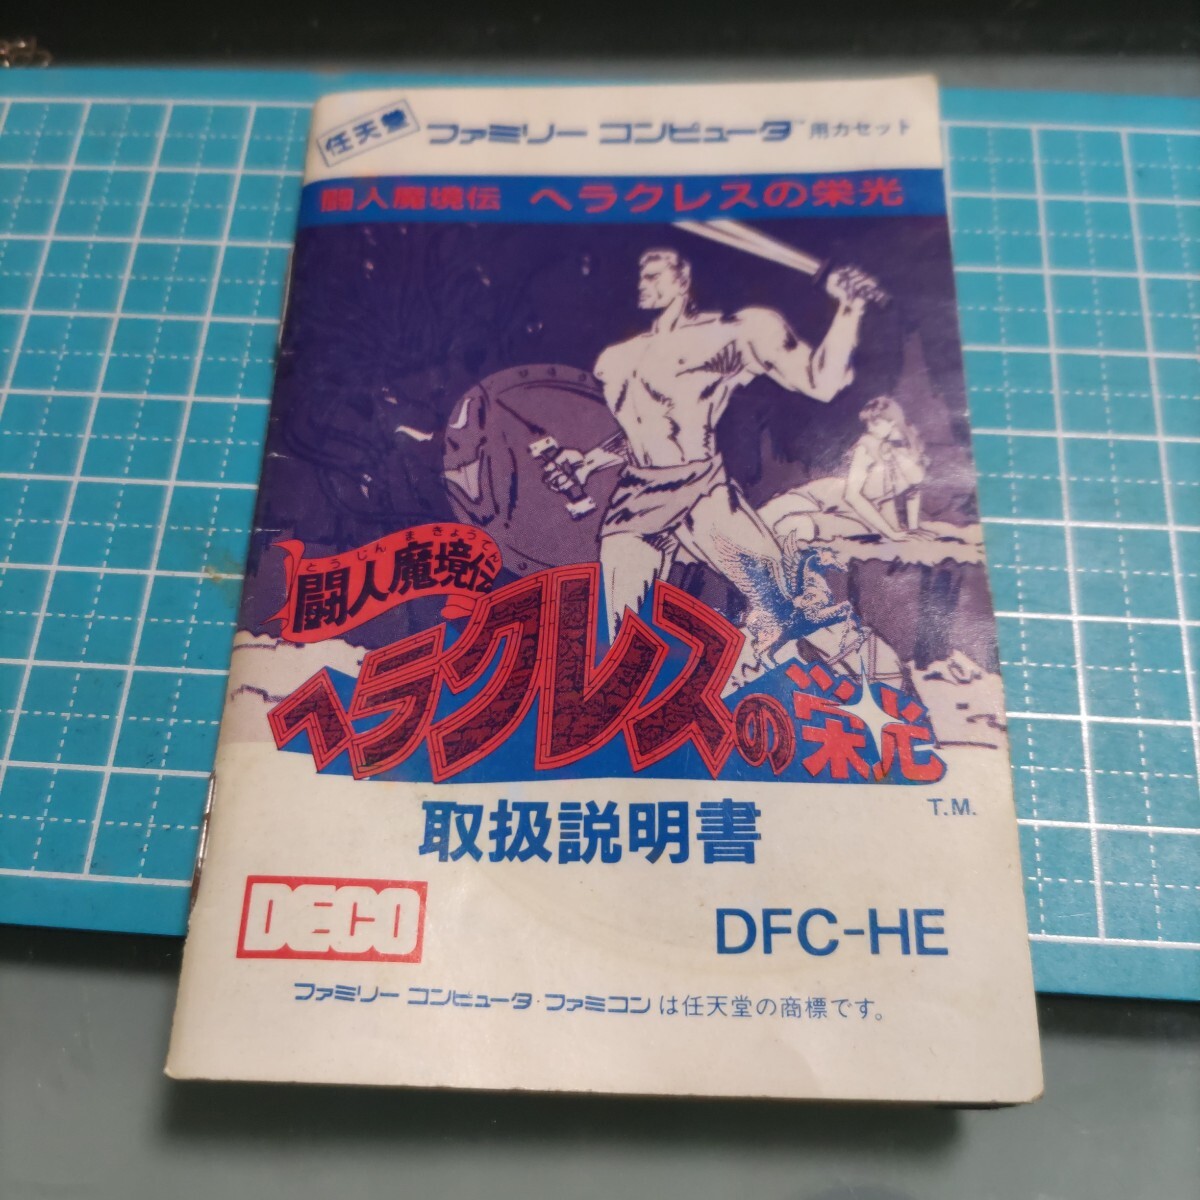 任天堂 ファミリー コンピュータ™用カセット
闘人魔境伝 ヘラクレスの栄光
とうじんまきょうでん
闘人魔境伝
ヘラクレスの栄光
T.M.
取扱説明書
DECO
DFC-HE
ファミリー コンピュータ・ファミコン は任天堂の商標です。